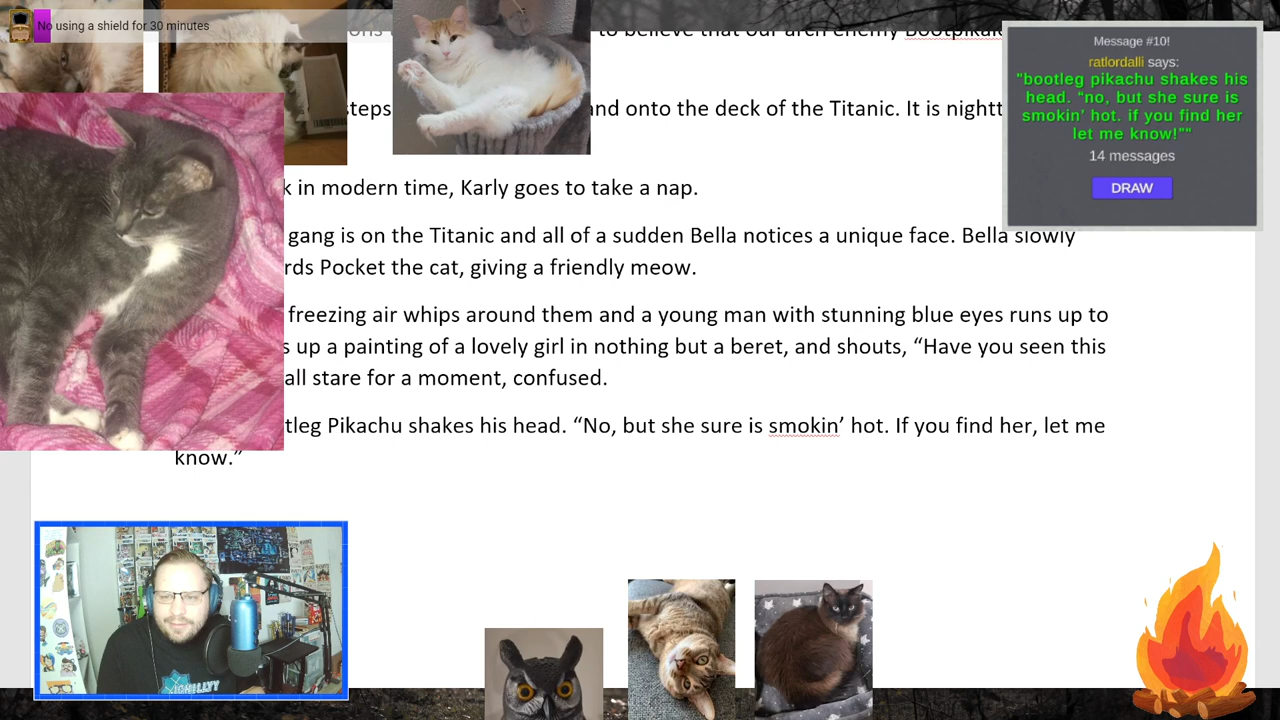 No using a shield for 30 minutes
to believe that our arch enemy
steps and onto the deck of the Titanic. It is
in modern time, Karly goes to take a nap.
gang is on the Titanic and all of a sudden Bella notices a unique face. Bella slowly
rds Pocket the cat, giving a friendly meow.
freezing air whips around them and a young man with stunning blue eyes runs up to
s up a painting of a lovely girl in nothing but a beret, and shouts, “Have you seen this
all stare for a moment, confused.
tleg Pikachu shakes his head. “No, but she sure is smokin’ hot. If you find her, let me
know.”
Message #10!
ratlordalli says:
"bootleg pikachu shakes his
head. "no, but she sure is
smokin' hot. if you find her
let me know!""
14 messages
DRAW